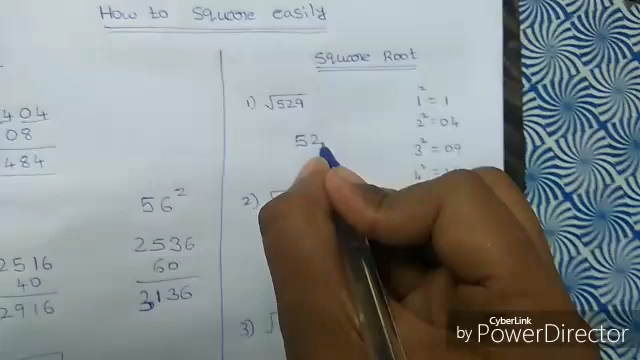 How to Square easily
404
08
484
2516
40
2916
56²
2536
60
3136
Square Root
1) √529
52
1² = 1
2² = 04
3² = 09
4² =
2) √
3) √
CyberLink
by PowerDirector